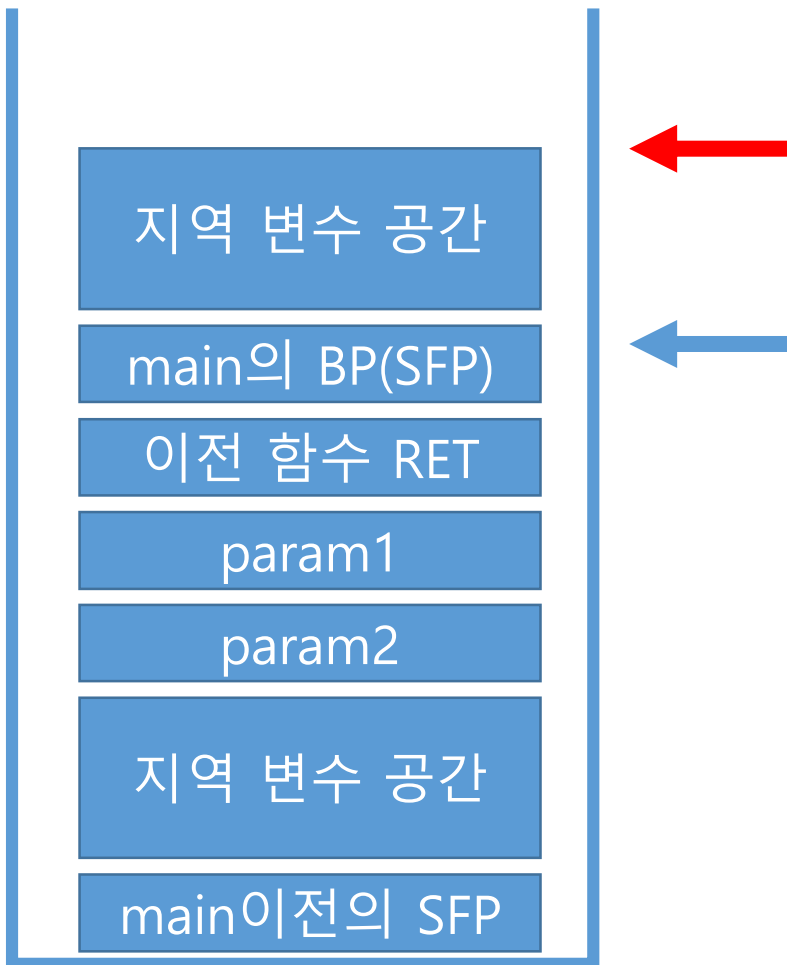 지역 변수 공간
main의 BP(SFP)
이전 함수 RET
param1
param2
지역 변수 공간
main이전의 SFP